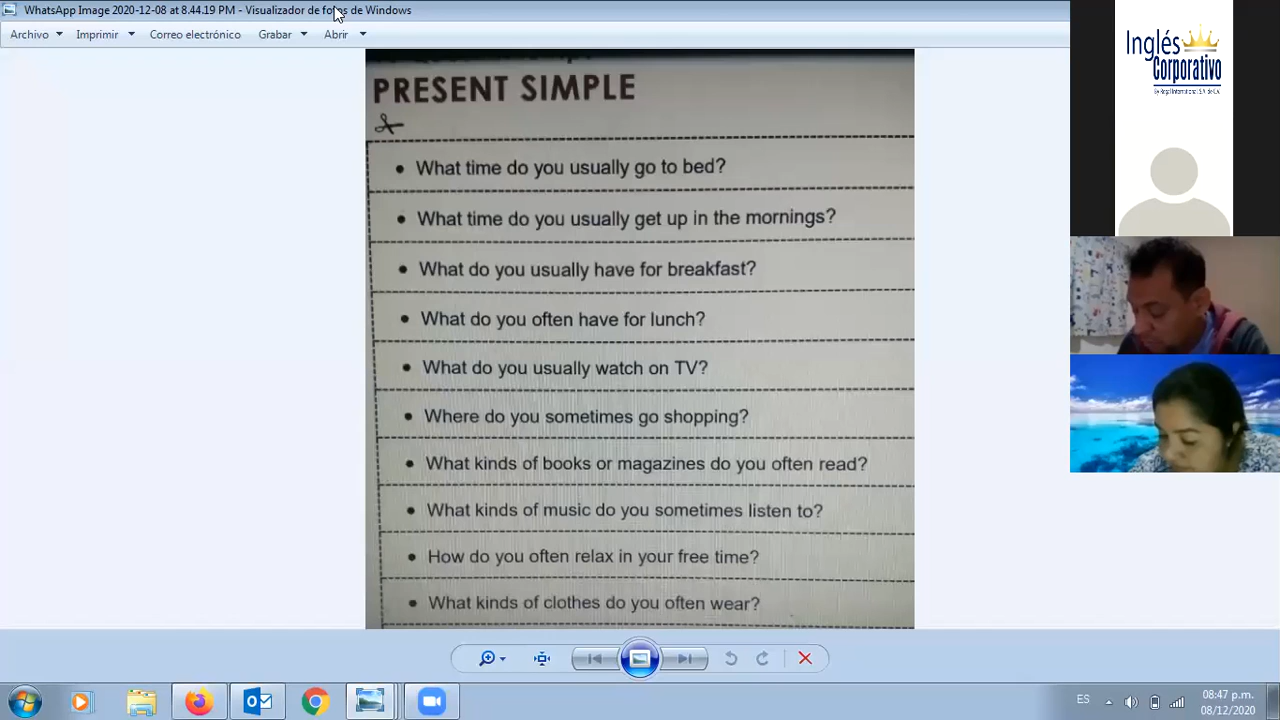 WhatsApp Image 2020-12-08 at 8.44.19 PM - Visualizador de fotos de Windows
Archivo Imprimir Correo electrónico Grabar Abrir
PRESENT SIMPLE
• What time do you usually go to bed?
• What time do you usually get up in the mornings?
• What do you usually have for breakfast?
• What do you often have for lunch?
• What do you usually watch on TV?
• Where do you sometimes go shopping?
• What kinds of books or magazines do you often read?
• What kinds of music do you sometimes listen to?
• How do you often relax in your free time?
• What kinds of clothes do you often wear?
Inglés
Corporativo
By Regal International S.A. de C.V.
ES
08:47 p.m.
08/12/2020